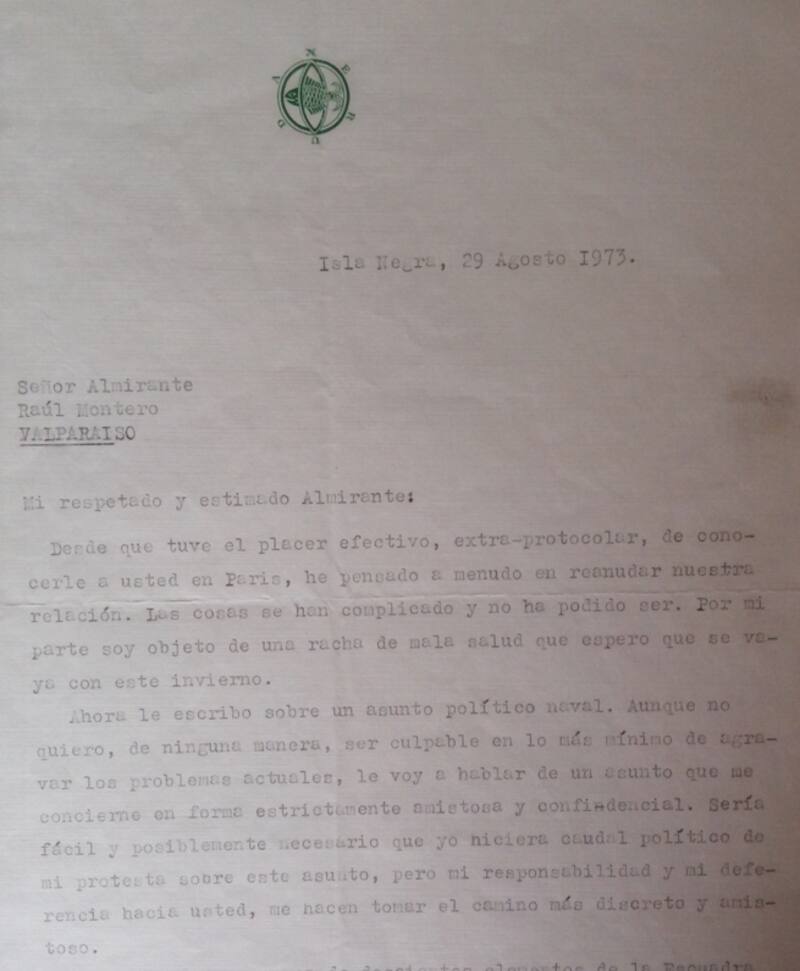 NERUDA
Isla Negra, 29 Agosto 1973.
Señor Almirante
Raúl Montero
VALPARAISO
Mi respetado y estimado Almirante:
Desde que tuve el placer efectivo, extra-protocolar, de cono-
cerle a usted en Paris, he pensado a menudo en reanudar nuestra
relación. Las cosas se han complicado y no ha podido ser. Por mi
parte soy objeto de una racha de mala salud que espero que se va-
ya con este invierno.
Ahora le escribo sobre un asunto político naval. Aunque no
quiero, de ninguna manera, ser culpable en lo más mínimo de agra-
var los problemas actuales, le voy a hablar de un asunto que me
concierne en forma estrictamente amistosa y confindencial. Sería
fácil y posiblemente necesario que yo hiciera caudal político de
mi protesta sobre este asunto, pero mi responsabilidad y mi defe-
rencia hacia usted, me hacen tomar el camino más discreto y amis-
toso.
elementos de la Escuadra